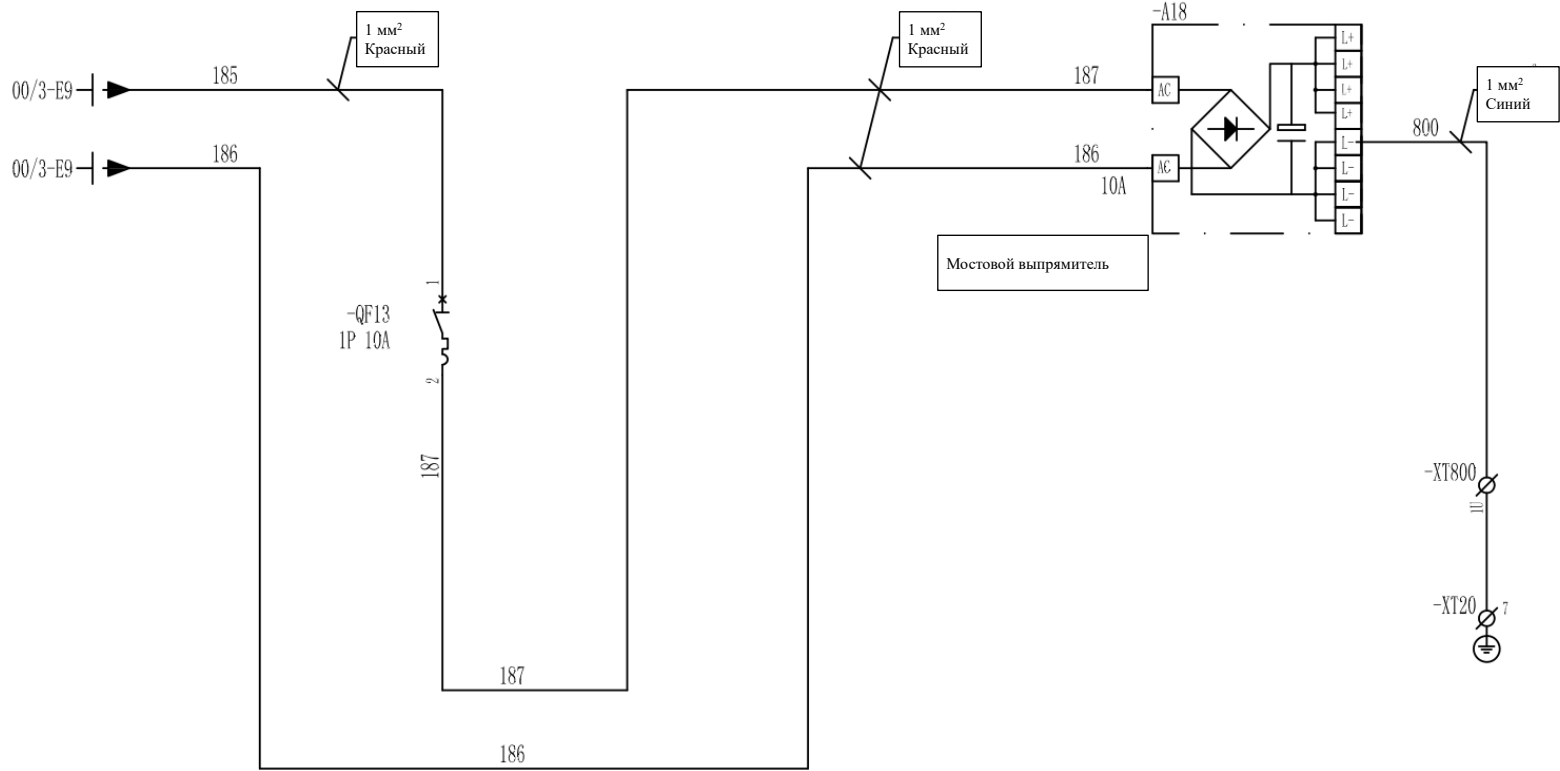 1 мм²
Красный
1 мм²
Красный
-A18
00/3-E9
185
187
AC
L+
L+
L+
L+
L-
L-
L-
L-
1 мм²
Синий
800
00/3-E9
186
186
AC
10A
Мостовой выпрямитель
1
-QF13
1P 10A
2
187
-XT800
1U
-XT20
7
187
186